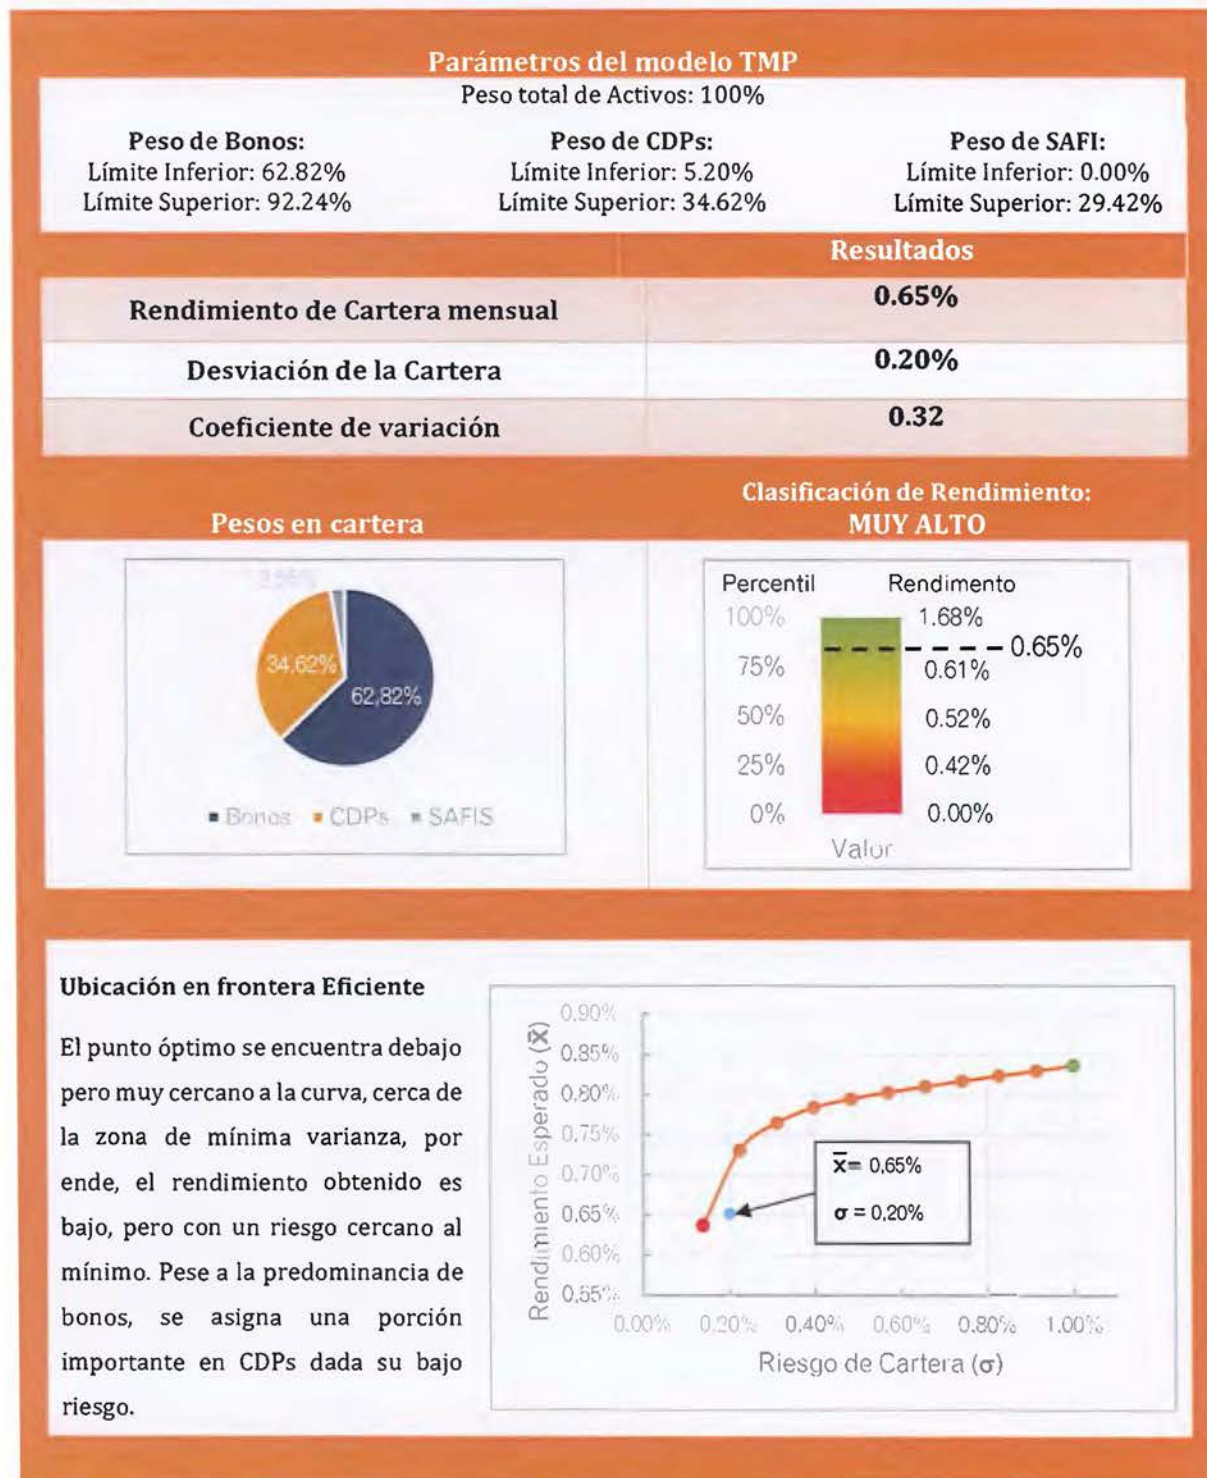 Parámetros del modelo TMP
Peso total de Activos: 100%
Peso de Bonos:
Límite Inferior: 62.82%
Límite Superior: 92.24%
Peso de CDPs:
Límite Inferior: 5.20%
Límite Superior: 34.62%
Peso de SAFI:
Límite Inferior: 0.00%
Límite Superior: 29.42%
Resultados
Rendimiento de Cartera mensual 0.65%
Desviación de la Cartera 0.20%
Coeficiente de variación 0.32
Pesos en cartera
34,62%
62,82%
Bonos CDPs SAFIS
Clasificación de Rendimiento:
MUY ALTO
Percentil Rendimento
100% 1.68%
0.65%
75% 0.61%
50% 0.52%
25% 0.42%
0% 0.00%
Valor
Ubicación en frontera Eficiente
El punto óptimo se encuentra debajo
pero muy cercano a la curva, cerca de
la zona de mínima varianza, por
ende, el rendimiento obtenido es
bajo, pero con un riesgo cercano al
mínimo. Pese a la predominancia de
bonos, se asigna una porción
importante en CDPs dada su bajo
riesgo.
Rendimiento Esperado (x̄)
0,90%
0,85%
0,80%
0,75%
0,70%
0,65%
0,60%
0,55%
x̄= 0,65%
σ = 0,20%
0,00% 0,20% 0,40% 0,60% 0,80% 1,00%
Riesgo de Cartera (σ)